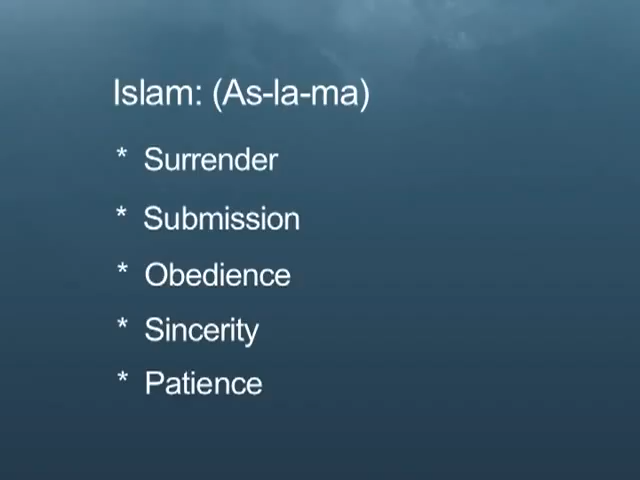 Islam: (As-la-ma)
* Surrender
* Submission
* Obedience
* Sincerity
* Patience